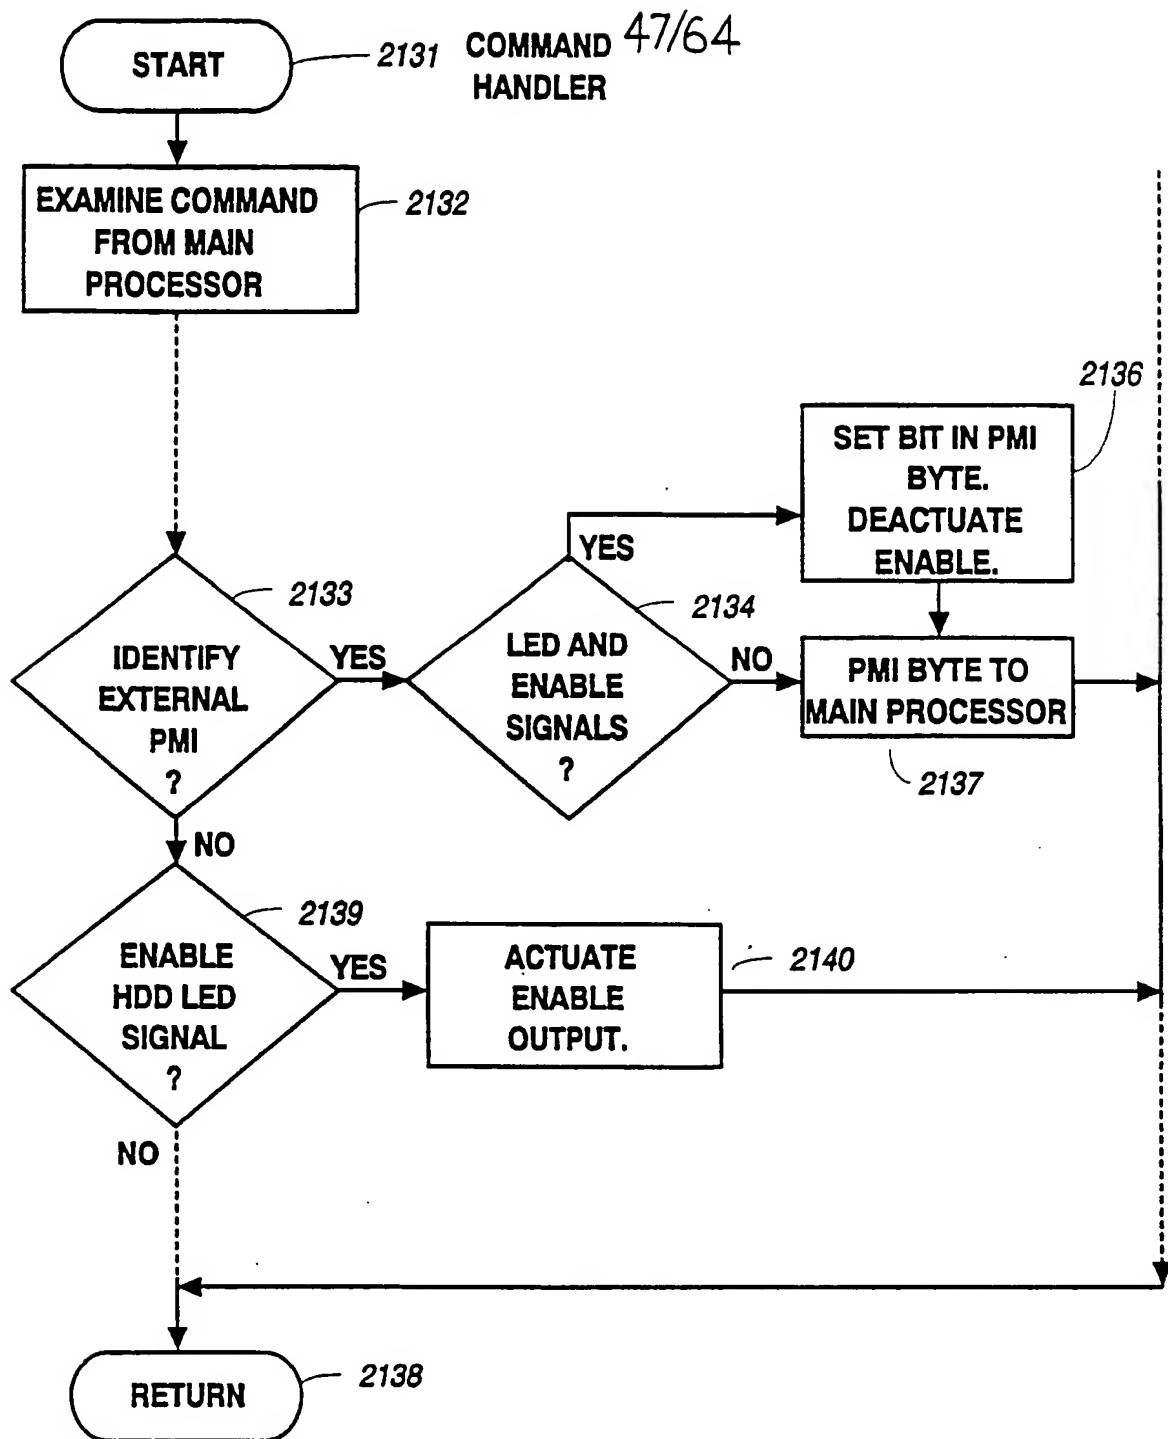 START
2131
COMMAND
HANDLER
47/64
EXAMINE COMMAND
FROM MAIN
PROCESSOR
2132
2136
SET BIT IN PMI
BYTE.
DEACTUATE
ENABLE.
YES
2133
IDENTIFY
EXTERNAL
PMI
?
YES
2134
LED AND
ENABLE
SIGNALS
?
NO
PMI BYTE TO
MAIN PROCESSOR
2137
NO
2139
ENABLE
HDD LED
SIGNAL
?
YES
ACTUATE
ENABLE
OUTPUT.
2140
NO
RETURN
2138